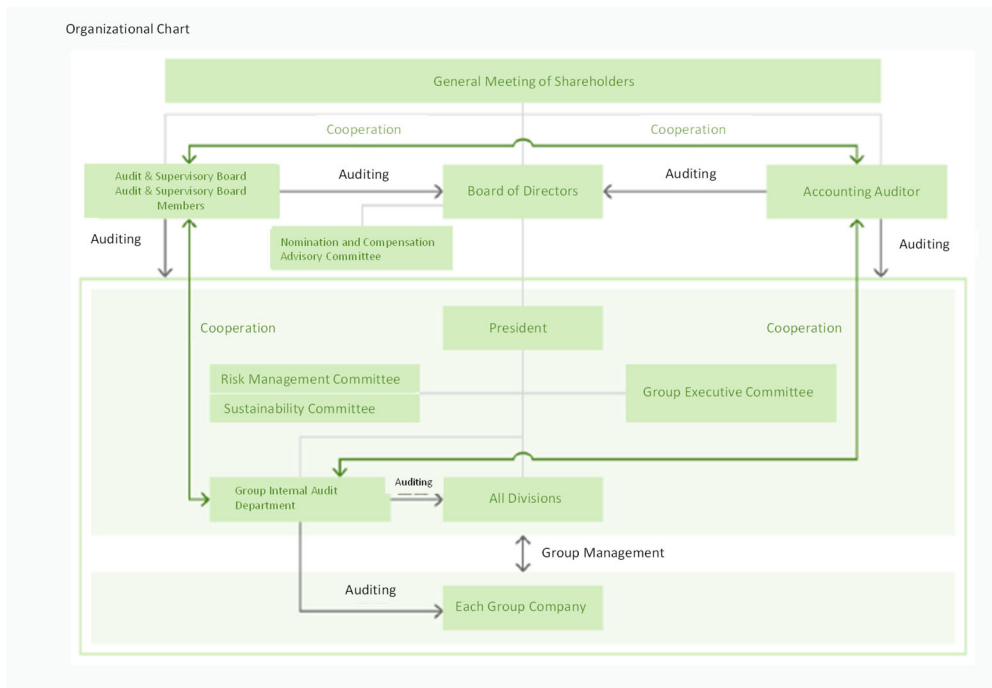 Organizational Chart
General Meeting of Shareholders
Cooperation
Cooperation
Audit & Supervisory Board
Audit & Supervisory Board
Members
Auditing
Board of Directors
Auditing
Accounting Auditor
Auditing
Nomination and Compensation
Advisory Committee
Auditing
Cooperation
President
Cooperation
Risk Management Committee
Sustainability Committee
Group Executive Committee
Group Internal Audit
Department
Auditing
All Divisions
Group Management
Auditing
Each Group Company